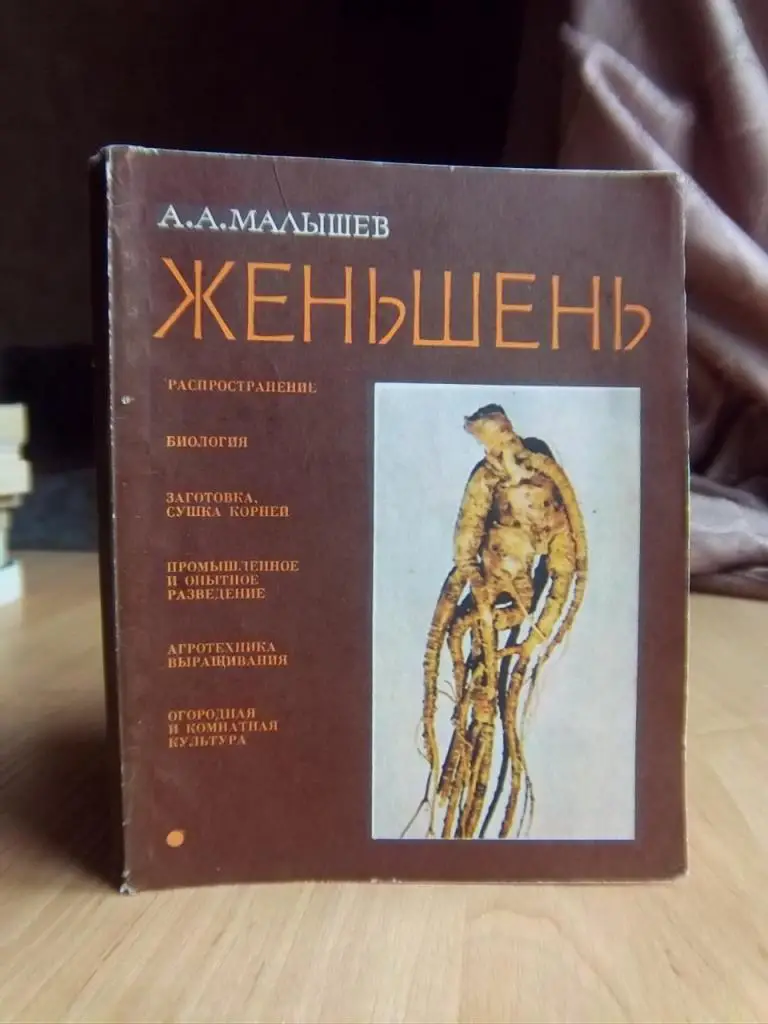 А.А.МАЛЫШЕВ
ЖЕНЬШЕНЬ
РАСПРОСТРАНЕНИЕ
БИОЛОГИЯ
ЗАГОТОВКА,
СУШКА КОРНЕЙ
ПРОМЫШЛЕННОЕ
И ОПЫТНОЕ
РАЗВЕДЕНИЕ
АГРОТЕХНИКА
ВЫРАЩИВАНИЯ
ОГОРОДНАЯ
И КОМНАТНАЯ
КУЛЬТУРА